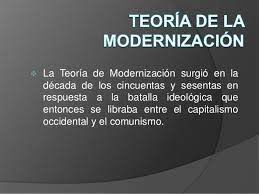 TEORÍA DE LA
MODERNIZACIÓN
La Teoría de Modernización surgió en la
década de los cincuentas y sesentas en
respuesta a la batalla ideológica que
entonces se libraba entre el capitalismo
occidental y el comunismo.